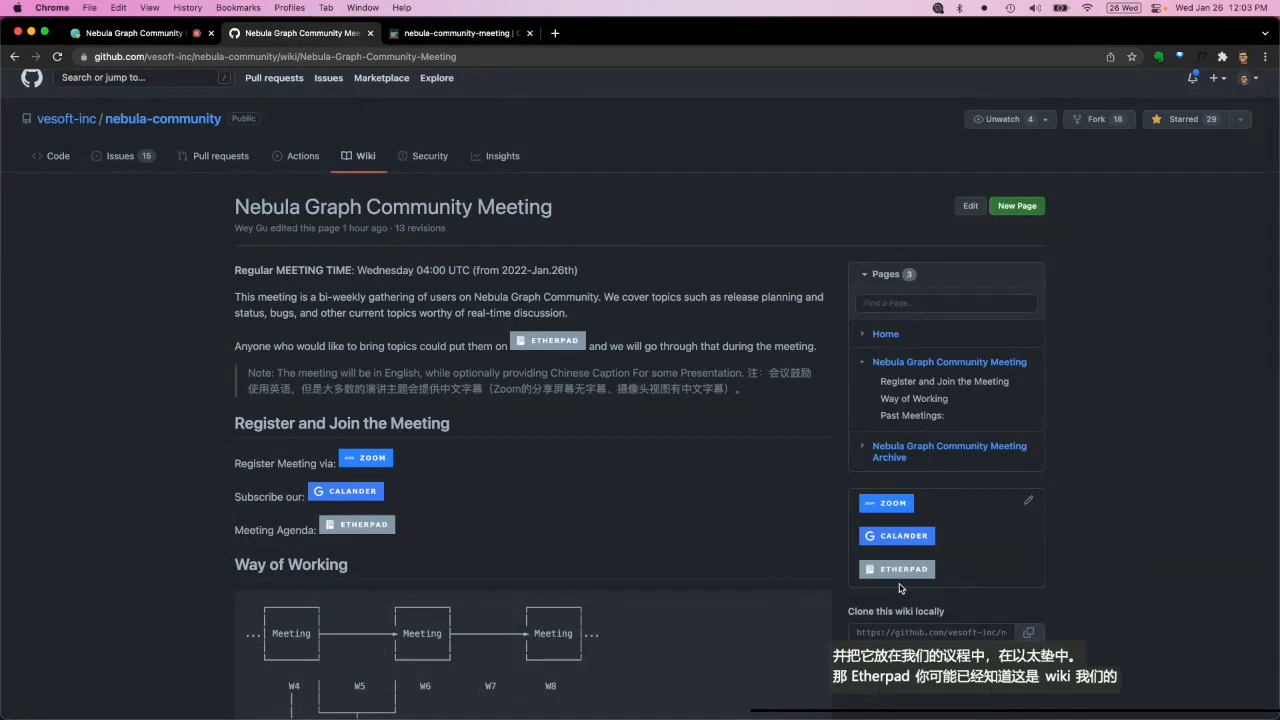 Chrome File Edit View History Bookmarks Profiles Tab Window Help 26 Wed Wed Jan 26 12:03 PM
Nebula Graph Community Nebula Graph Community Mee nebula-community-meeting |
github.com/vesoft-inc/nebula-community/wiki/Nebula-Graph-Community-Meeting
Search or jump to... / Pull requests Issues Marketplace Explore
vesoft-inc / nebula-community Public Unwatch 4 Fork 18 Starred 29
Code Issues 15 Pull requests Actions Wiki Security Insights
Nebula Graph Community Meeting Edit New Page
Wey Gu edited this page 1 hour ago · 13 revisions
Regular MEETING TIME: Wednesday 04:00 UTC (from 2022-Jan.26th)
This meeting is a bi-weekly gathering of users on Nebula Graph Community. We cover topics such as release planning and
status, bugs, and other current topics worthy of real-time discussion.
Anyone who would like to bring topics could put them on ETHERPAD and we will go through that during the meeting.
Note: The meeting will be in English, while optionally providing Chinese Caption For some Presentation. 注：会议鼓励
使用英语，但是大多数的演讲主题会提供中文字幕（Zoom的分享屏幕无字幕、摄像头视图有中文字幕）。
Register and Join the Meeting
Register Meeting via: ZOOM
Subscribe our: CALANDER
Meeting Agenda: ETHERPAD
Way of Working
... Meeting Meeting Meeting ...
W4 W5 W6 W7 W8
Pages 3
Find a Page...
Home
Nebula Graph Community Meeting
Register and Join the Meeting
Way of Working
Past Meetings:
Nebula Graph Community Meeting
Archive
ZOOM
CALANDER
ETHERPAD
Clone this wiki locally
https://github.com/vesoft-inc/n
并把它放在我们的议程中，在以太垫中。
那 Etherpad 你可能已经知道这是 wiki 我们的